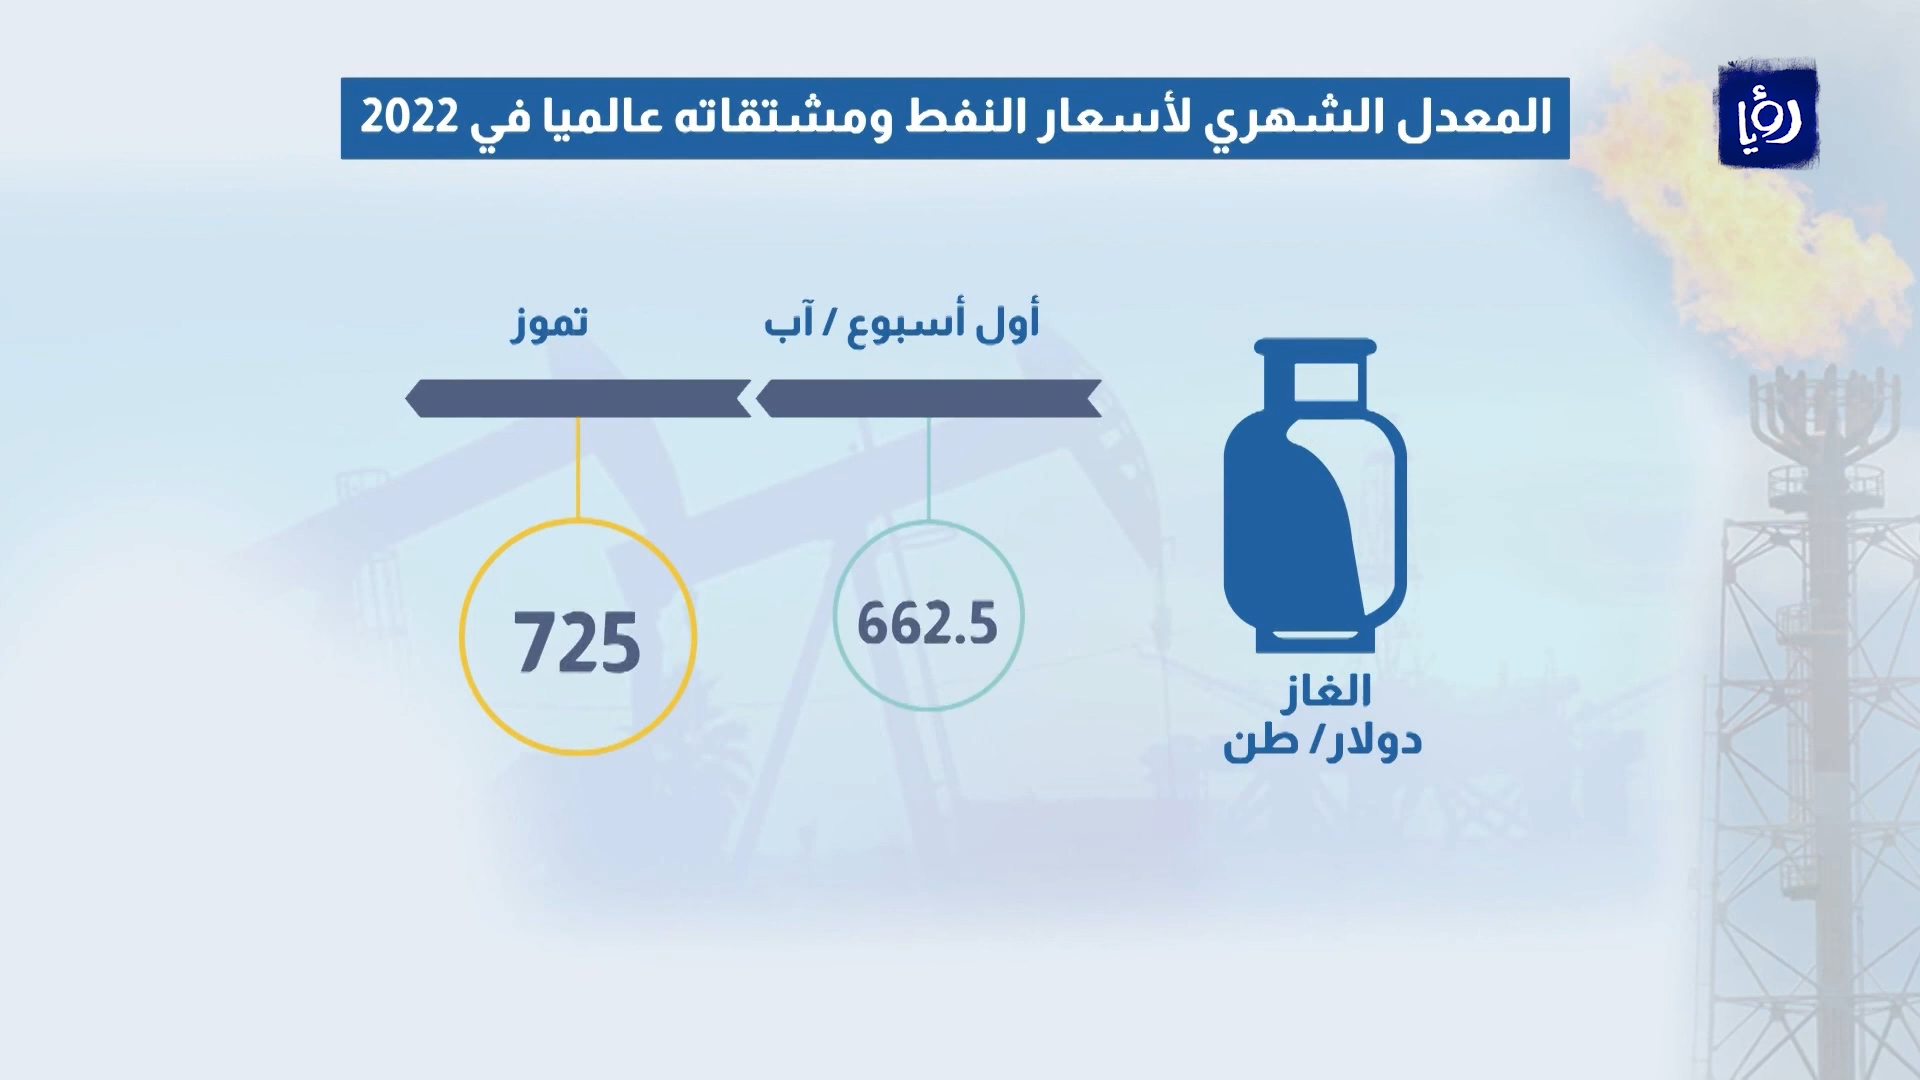 المعدل الشهري لأسعار النفط ومشتقاته عالميا في 2022
رؤيا
أول أسبوع / آب
تموز
662.5
725
الغاز
دولار/ طن